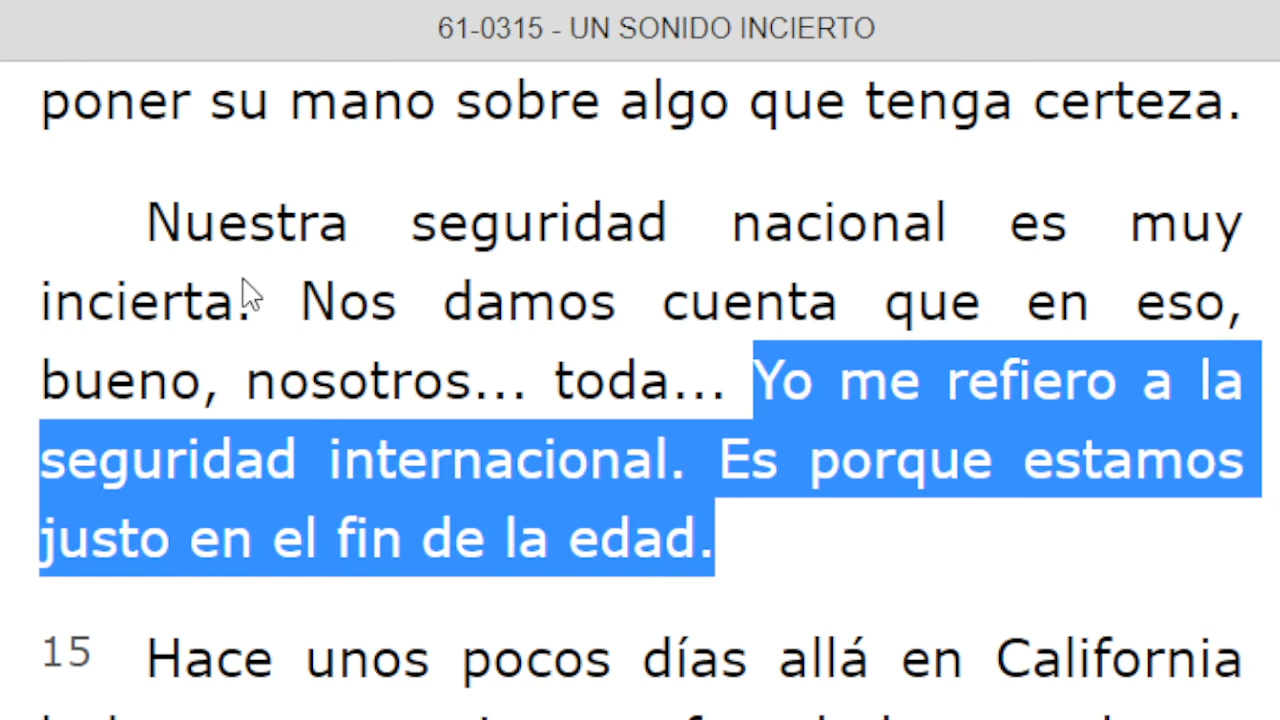 61-0315 - UN SONIDO INCIERTO
poner su mano sobre algo que tenga certeza.
Nuestra seguridad nacional es muy
incierta. Nos damos cuenta que en eso,
bueno, nosotros... toda... Yo me refiero a la
seguridad internacional. Es porque estamos
justo en el fin de la edad.
15 Hace unos pocos días allá en California